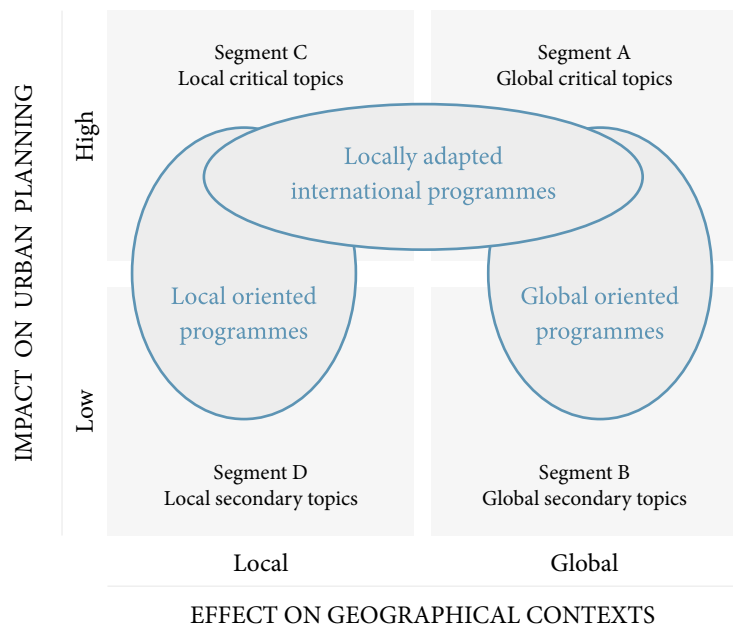 Segment C
Local critical topics
Segment A
Global critical topics
IMPACT ON URBAN PLANNING
High
Low
Locally adapted
international programmes
Local oriented
programmes
Global oriented
programmes
Segment D
Local secondary topics
Segment B
Global secondary topics
Local
Global
EFFECT ON GEOGRAPHICAL CONTEXTS